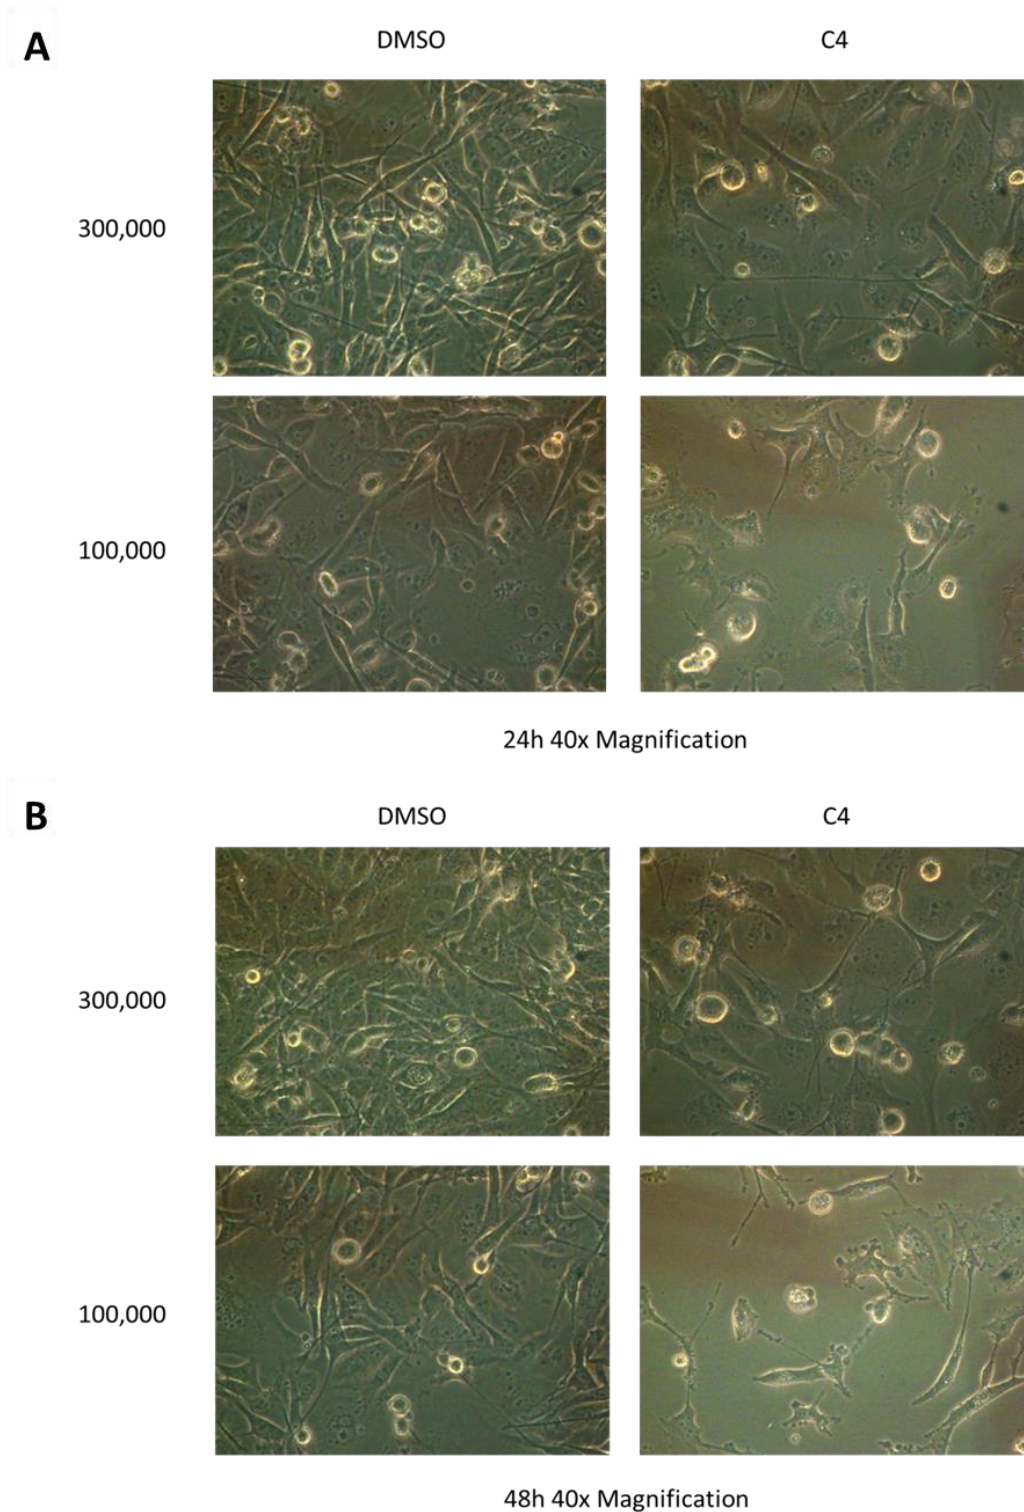 A
DMSO C4
300,000
100,000
24h 40x Magnification
B
DMSO C4
300,000
100,000
48h 40x Magnification